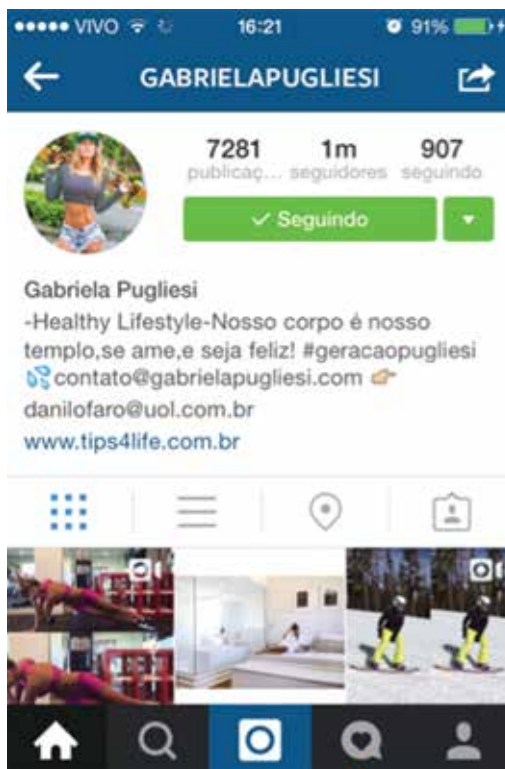 VIVO 16:21 91%
GABRIELAPUGLIESI
7281 1m 907
publicaç... seguidores seguindo
✓ Seguindo
Gabriela Pugliesi
-Healthy Lifestyle-Nosso corpo é nosso
templo,se ame,e seja feliz! #geracaopugliesi
💦contato@gabrielapugliesi.com 👉
danilofaro@uol.com.br
www.tips4life.com.br